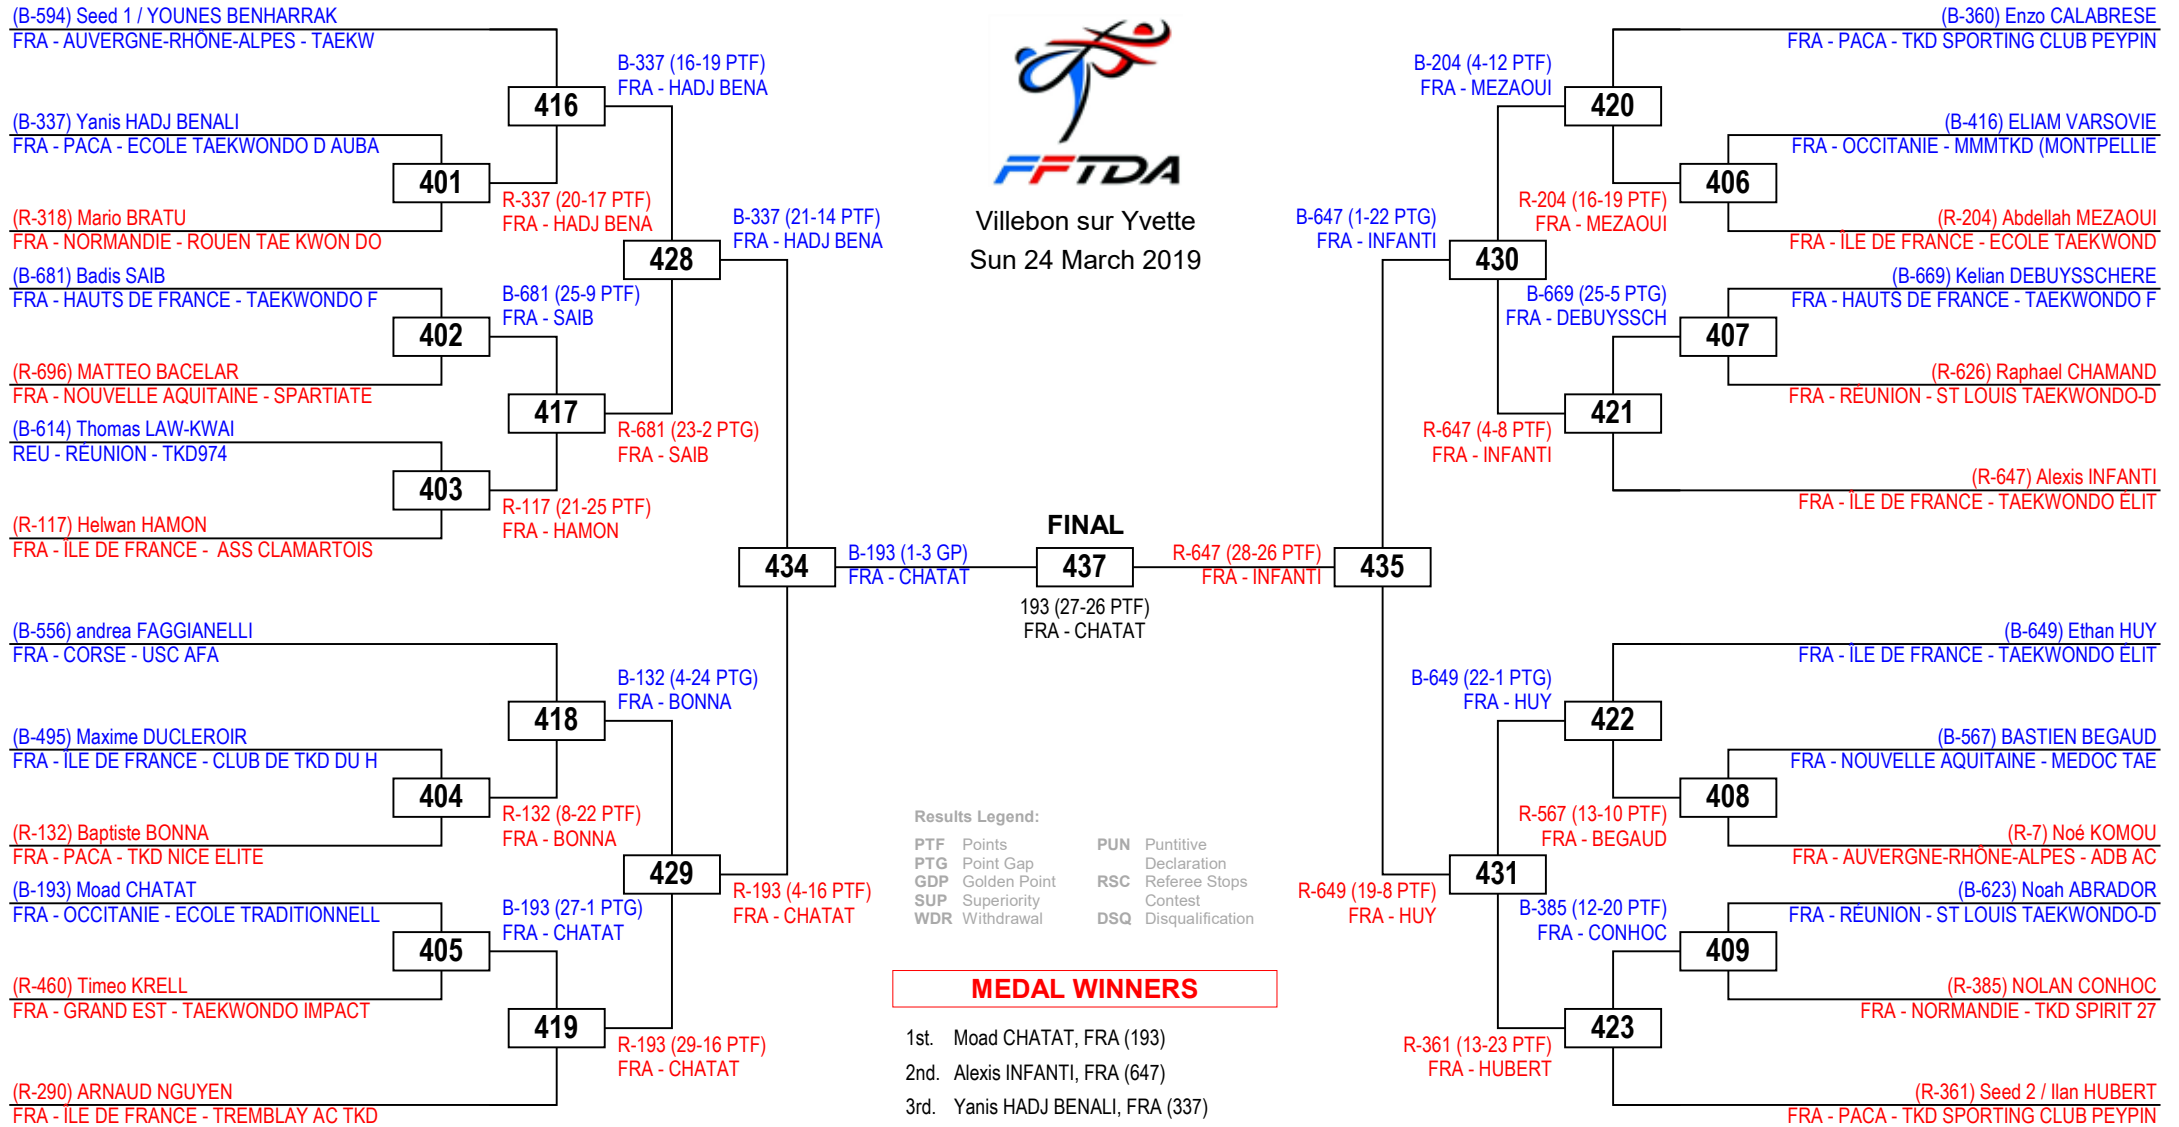 (B-594) Seed 1 / YOUNES BENHARRAK
FRA - AUVERGNE-RHÔNE-ALPES - TAEKW
(B-337) Yanis HADJ BENALI
FRA - PACA - ECOLE TAEKWONDO D AUBA
(R-318) Mario BRATU
FRA - NORMANDIE - ROUEN TAE KWON DO
(B-681) Badis SAIB
FRA - HAUTS DE FRANCE - TAEKWONDO F
(R-696) MATTEO BACELAR
FRA - NOUVELLE AQUITAINE - SPARTIATE
(B-614) Thomas LAW-KWAI
REU - RÉUNION - TKD974
(R-117) Helwan HAMON
FRA - ÎLE DE FRANCE - ASS CLAMARTOIS
(B-556) andrea FAGGIANELLI
FRA - CORSE - USC AFA
(B-495) Maxime DUCLEROIR
FRA - ÎLE DE FRANCE - CLUB DE TKD DU H
(R-132) Baptiste BONNA
FRA - PACA - TKD NICE ELITE
(B-193) Moad CHATAT
FRA - OCCITANIE - ECOLE TRADITIONNELL
(R-460) Timeo KRELL
FRA - GRAND EST - TAEKWONDO IMPACT
(R-290) ARNAUD NGUYEN
FRA - ÎLE DE FRANCE - TREMBLAY AC TKD
401
402
403
404
405
R-337 (20-17 PTF)
FRA - HADJ BENA
B-681 (25-9 PTF)
FRA - SAIB
R-117 (21-25 PTF)
FRA - HAMON
R-132 (8-22 PTF)
FRA - BONNA
B-193 (27-1 PTG)
FRA - CHATAT
416
417
418
419
B-337 (16-19 PTF)
FRA - HADJ BENA
R-681 (23-2 PTG)
FRA - SAIB
B-132 (4-24 PTG)
FRA - BONNA
R-193 (29-16 PTF)
FRA - CHATAT
428
429
B-337 (21-14 PTF)
FRA - HADJ BENA
R-193 (4-16 PTF)
FRA - CHATAT
434
B-193 (1-3 GP)
FRA - CHATAT
FFTDA
Villebon sur Yvette
Sun 24 March 2019
FINAL
437
193 (27-26 PTF)
FRA - CHATAT
R-647 (28-26 PTF)
FRA - INFANTI
435
B-647 (1-22 PTG)
FRA - INFANTI
R-649 (19-8 PTF)
FRA - HUY
430
431
B-204 (4-12 PTF)
FRA - MEZAOUI
R-647 (4-8 PTF)
FRA - INFANTI
B-649 (22-1 PTG)
FRA - HUY
R-361 (13-23 PTF)
FRA - HUBERT
420
421
422
423
R-204 (16-19 PTF)
FRA - MEZAOUI
B-669 (25-5 PTG)
FRA - DEBUYSSCH
R-567 (13-10 PTF)
FRA - BEGAUD
B-385 (12-20 PTF)
FRA - CONHOC
406
407
408
409
(B-360) Enzo CALABRESE
FRA - PACA - TKD SPORTING CLUB PEYPIN
(B-416) ELIAM VARSOVIE
FRA - OCCITANIE - MMMTKD (MONTPELLIE
(R-204) Abdellah MEZAOUI
FRA - ÎLE DE FRANCE - ECOLE TAEKWOND
(B-669) Kelian DEBUYSSCHERE
FRA - HAUTS DE FRANCE - TAEKWONDO F
(R-626) Raphael CHAMAND
FRA - RÉUNION - ST LOUIS TAEKWONDO-D
(R-647) Alexis INFANTI
FRA - ÎLE DE FRANCE - TAEKWONDO ÉLIT
(B-649) Ethan HUY
FRA - ÎLE DE FRANCE - TAEKWONDO ÉLIT
(B-567) BASTIEN BEGAUD
FRA - NOUVELLE AQUITAINE - MEDOC TAE
(R-7) Noé KOMOU
FRA - AUVERGNE-RHÔNE-ALPES - ADB AC
(B-623) Noah ABRADOR
FRA - RÉUNION - ST LOUIS TAEKWONDO-D
(R-385) NOLAN CONHOC
FRA - NORMANDIE - TKD SPIRIT 27
(R-361) Seed 2 / Ilan HUBERT
FRA - PACA - TKD SPORTING CLUB PEYPIN
Results Legend:
PTF Points
PTG Point Gap
GDP Golden Point
SUP Superiority
WDR Withdrawal
PUN Puntitive
Declaration
RSC Referee Stops
Contest
DSQ Disqualification
MEDAL WINNERS
1st. Moad CHATAT, FRA (193)
2nd. Alexis INFANTI, FRA (647)
3rd. Yanis HADJ BENALI, FRA (337)